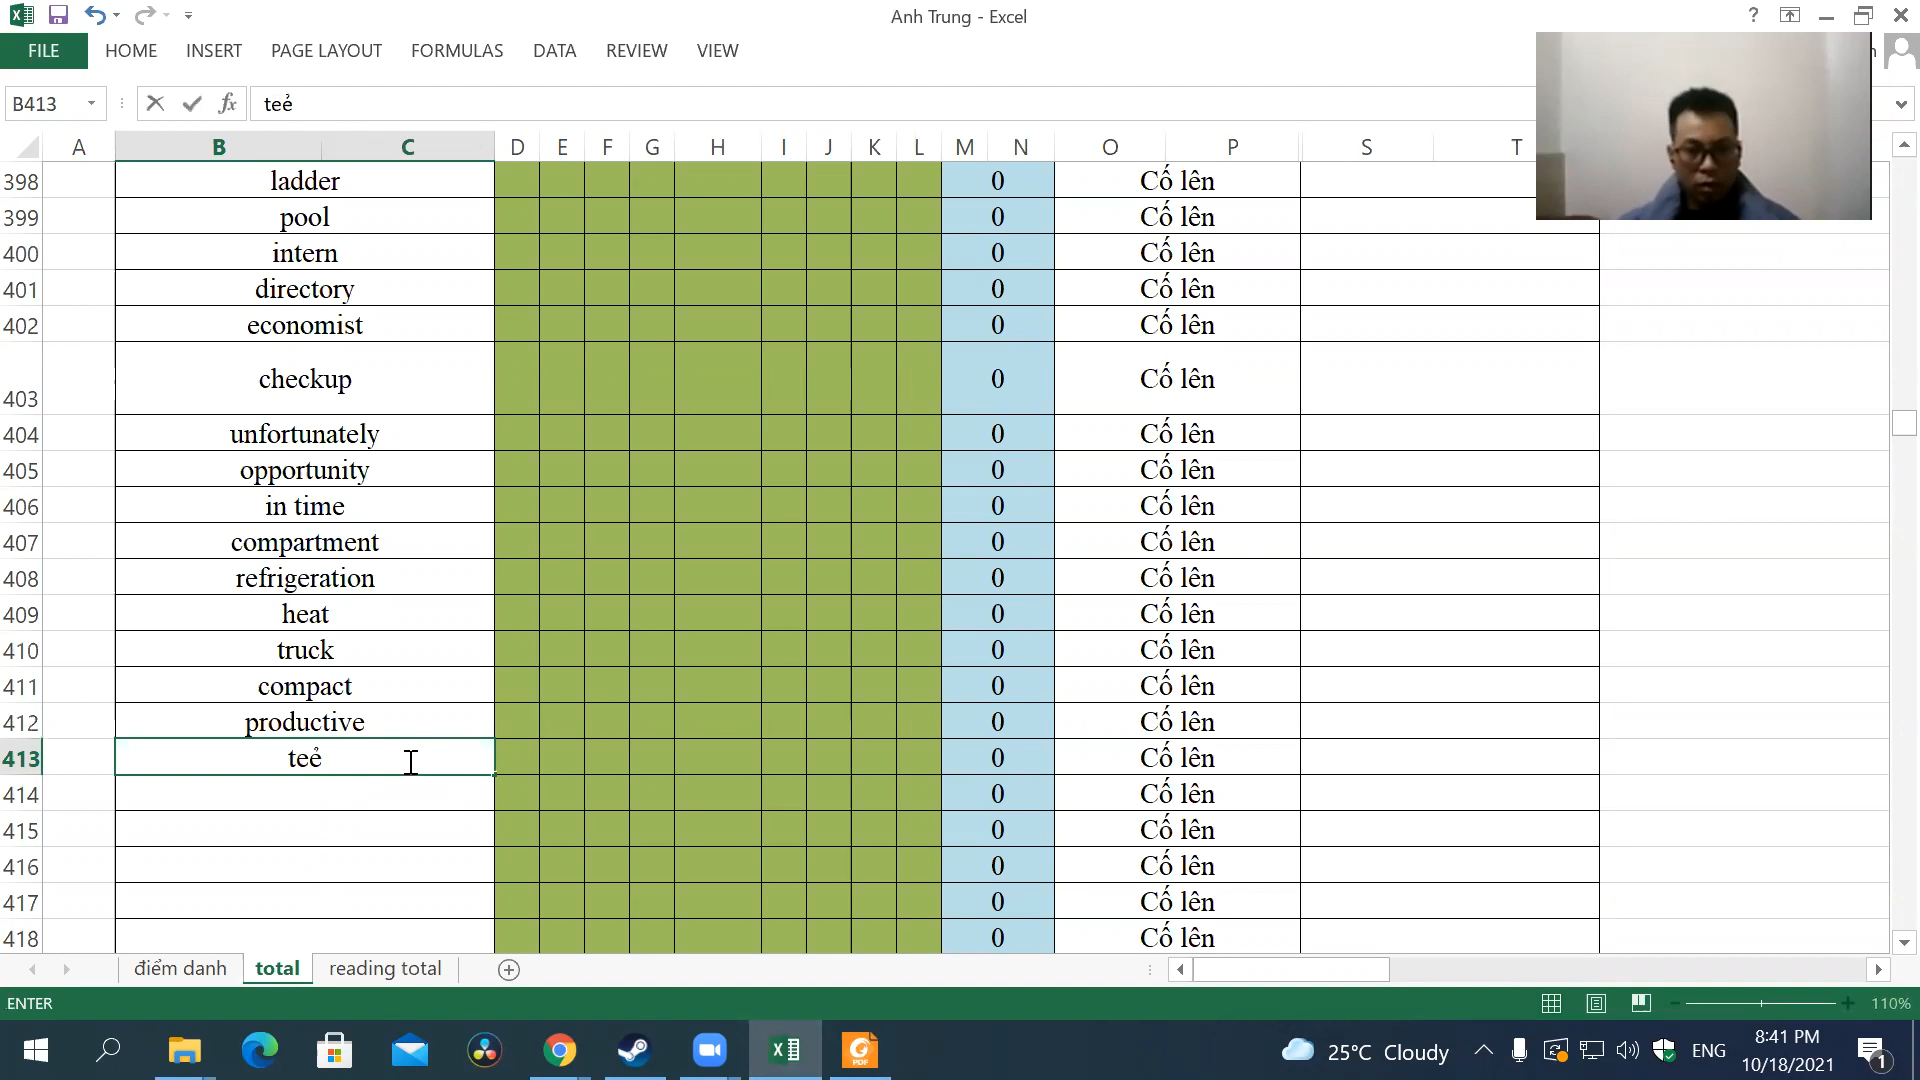 Anh Trung - Excel
?
FILE HOME INSERT PAGE LAYOUT FORMULAS DATA REVIEW VIEW
B413 fx teẻ
A B C D E F G H I J K L M N O P S T
398 ladder 0 Cố lên
399 pool 0 Cố lên
400 intern 0 Cố lên
401 directory 0 Cố lên
402 economist 0 Cố lên
403 checkup 0 Cố lên
404 unfortunately 0 Cố lên
405 opportunity 0 Cố lên
406 in time 0 Cố lên
407 compartment 0 Cố lên
408 refrigeration 0 Cố lên
409 heat 0 Cố lên
410 truck 0 Cố lên
411 compact 0 Cố lên
412 productive 0 Cố lên
413 teẻ 0 Cố lên
414 0 Cố lên
415 0 Cố lên
416 0 Cố lên
417 0 Cố lên
418 0 Cố lên
điểm danh total reading total
ENTER 110%
25°C Cloudy ENG 8:41 PM
10/18/2021 1
PDF